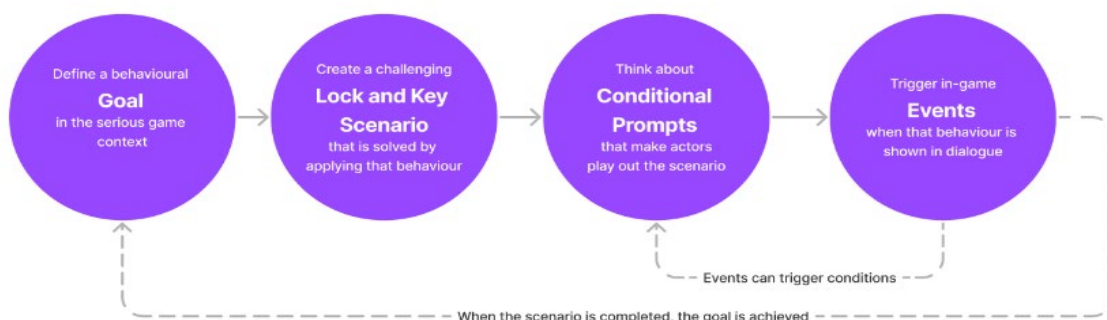 Define a behavioural
Goal
in the serious game
context
Create a challenging
Lock and Key
Scenario
that is solved by
applying that behaviour
Think about
Conditional
Prompts
that make actors
play out the scenario
Trigger in-game
Events
when that behaviour is
shown in dialogue
Events can trigger conditions
When the scenario is completed, the goal is achieved